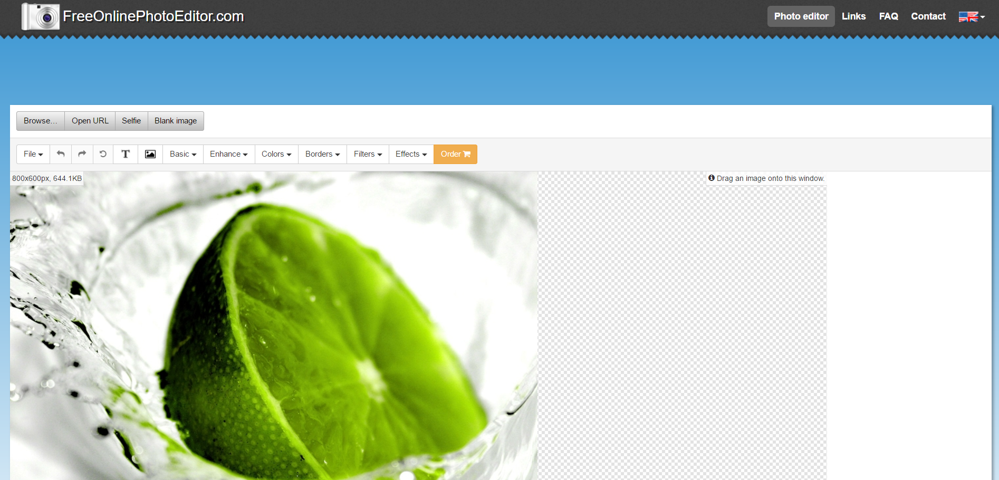 FreeOnlinePhotoEditor.com
Photo editor Links FAQ Contact
Browse... Open URL Selfie Blank image
File T Basic Enhance Colors Borders Filters Effects Order
800x600px, 644.1KB
Drag an image onto this window.